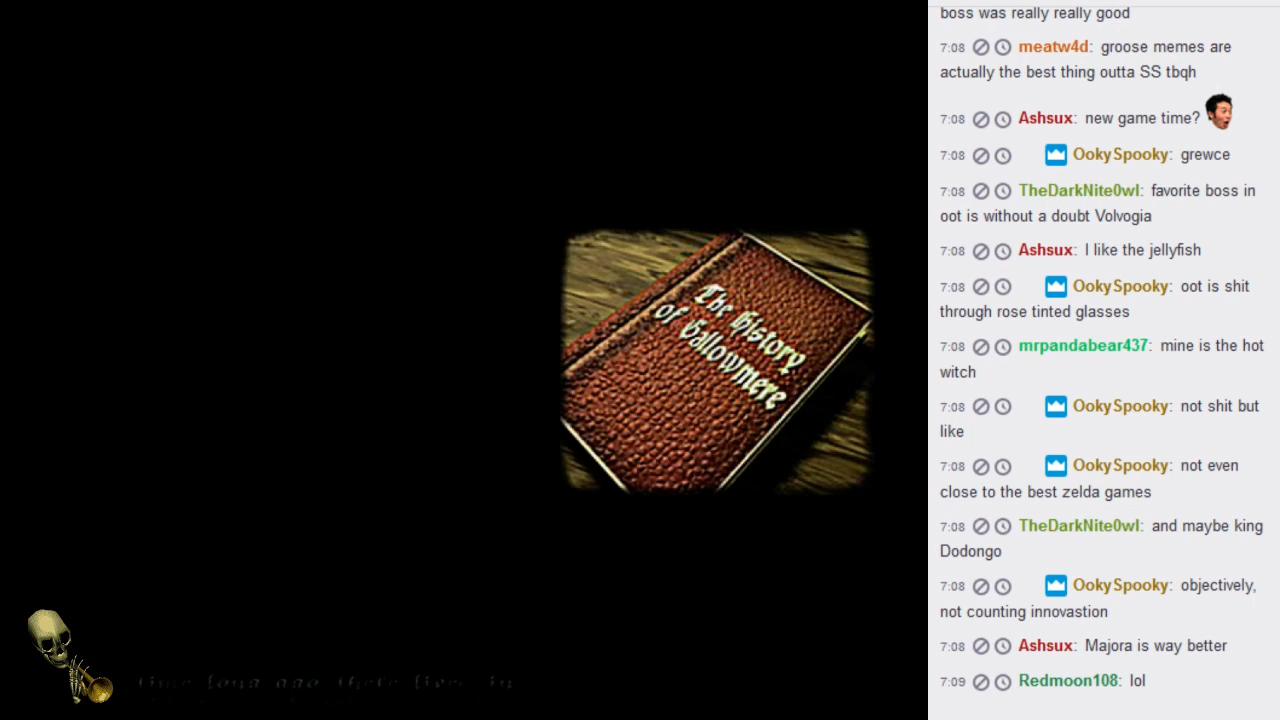 The History
of Gallowmere
boss was really really good
7:08 meatw4d: groose memes are
actually the best thing outta SS tbqh
7:08 Ashsux: new game time?
7:08 OokySpooky: grewce
7:08 TheDarkNite0wl: favorite boss in
oot is without a doubt Volvogia
7:08 Ashsux: I like the jellyfish
7:08 OokySpooky: oot is shit
through rose tinted glasses
7:08 mrpandabear437: mine is the hot
witch
7:08 OokySpooky: not shit but
like
7:08 OokySpooky: not even
close to the best zelda games
7:08 TheDarkNite0wl: and maybe king
Dodongo
7:08 OokySpooky: objectively,
not counting innovastion
7:08 Ashsux: Majora is way better
7:09 Redmoon108: lol